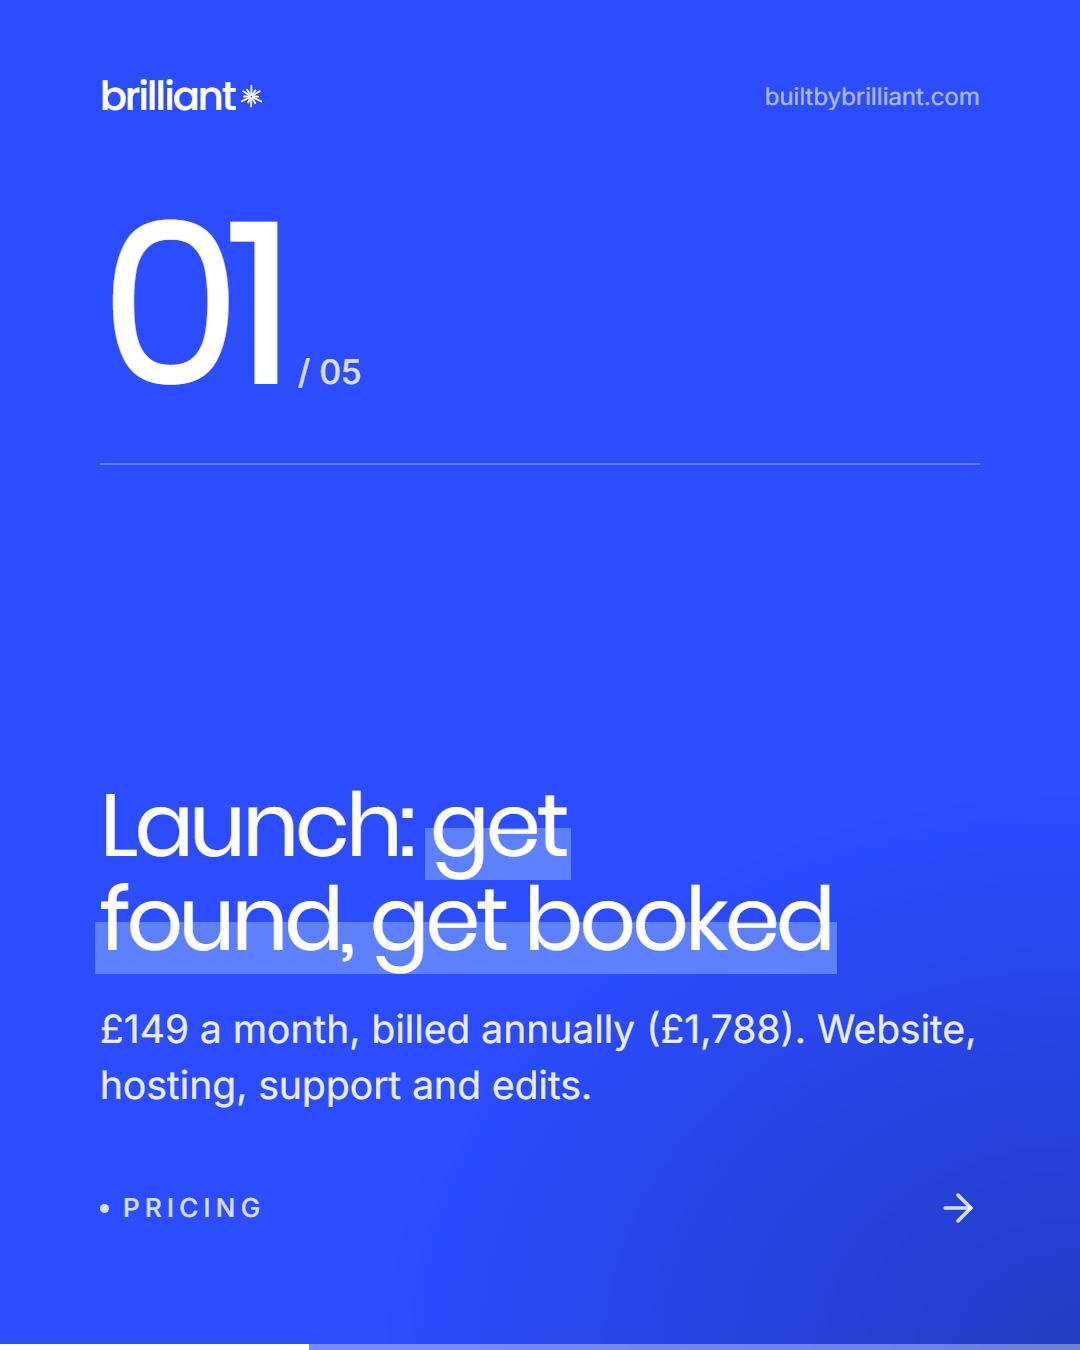 brilliant
builtbybrilliant.com
01 / 05
Launch: get
found, get booked
£149 a month, billed annually (£1,788). Website,
hosting, support and edits.
• PRICING